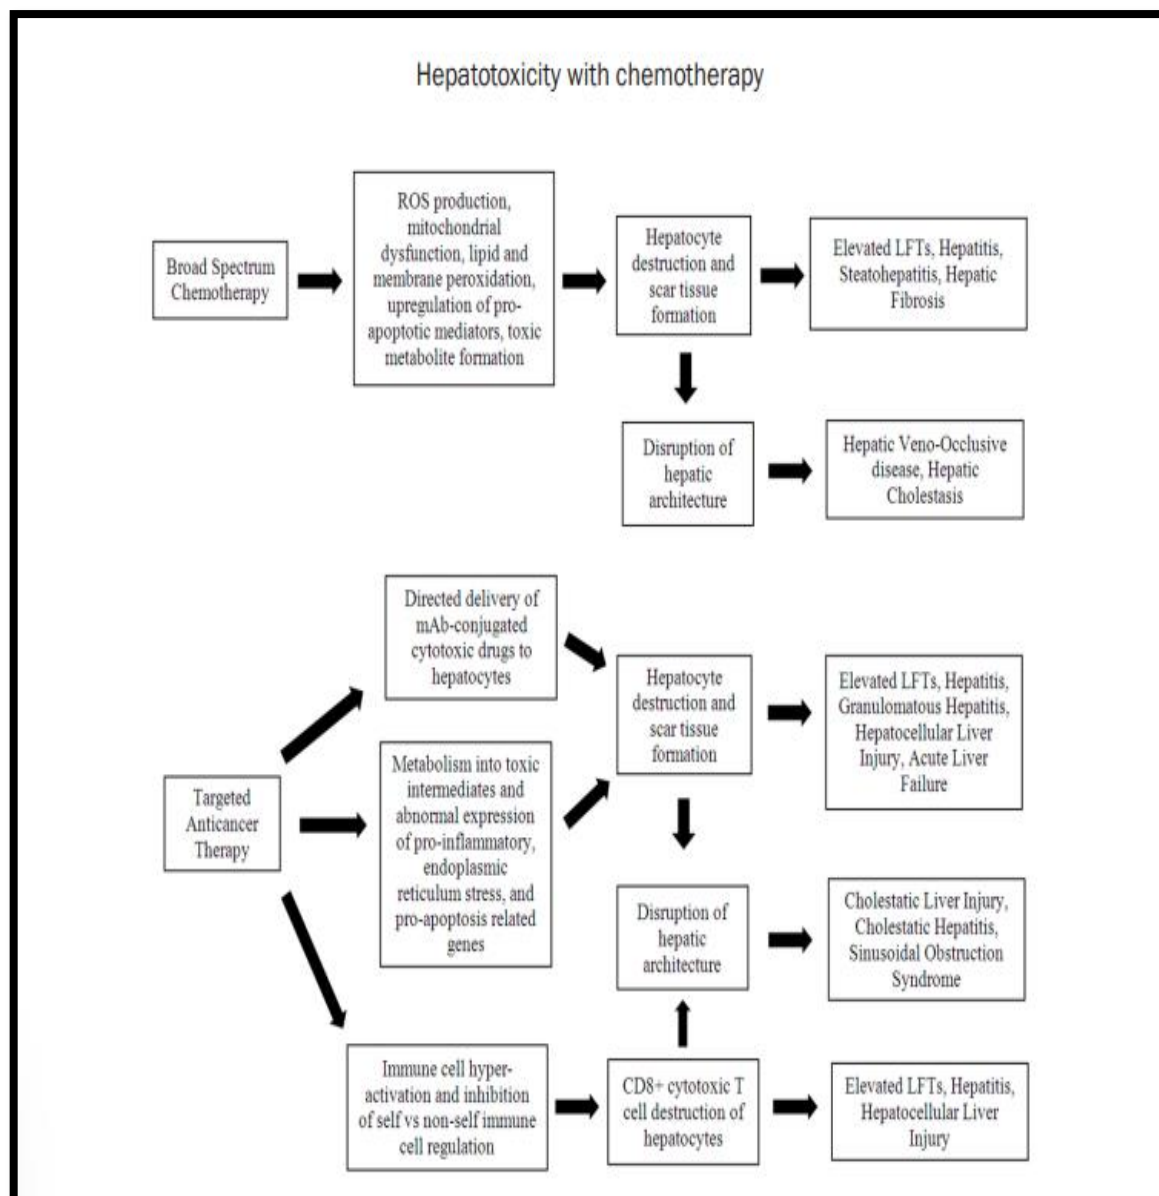 Hepatotoxicity with chemotherapy
Broad Spectrum
Chemotherapy
ROS production,
mitochondrial
dysfunction, lipid and
membrane peroxidation,
upregulation of pro-
apoptotic mediators, toxic
metabolite formation
Hepatocyte
destruction and
scar tissue
formation
Elevated LFTs, Hepatitis,
Steatohepatitis, Hepatic
Fibrosis
Disruption of
hepatic
architecture
Hepatic Veno-Occlusive
disease, Hepatic
Cholestasis
Targeted
Anticancer
Therapy
Directed delivery of
mAb-conjugated
cytotoxic drugs to
hepatocytes
Metabolism into toxic
intermediates and
abnormal expression
of pro-inflammatory,
endoplasmic
reticulum stress, and
pro-apoptosis related
genes
Hepatocyte
destruction and
scar tissue
formation
Elevated LFTs, Hepatitis,
Granulomatous Hepatitis,
Hepatocellular Liver
Injury, Acute Liver
Failure
Disruption of
hepatic
architecture
Cholestatic Liver Injury,
Cholestatic Hepatitis,
Sinusoidal Obstruction
Syndrome
Immune cell hyper-
activation and inhibition
of self vs non-self immune
cell regulation
CD8+ cytotoxic T
cell destruction of
hepatocytes
Elevated LFTs, Hepatitis,
Hepatocellular Liver
Injury